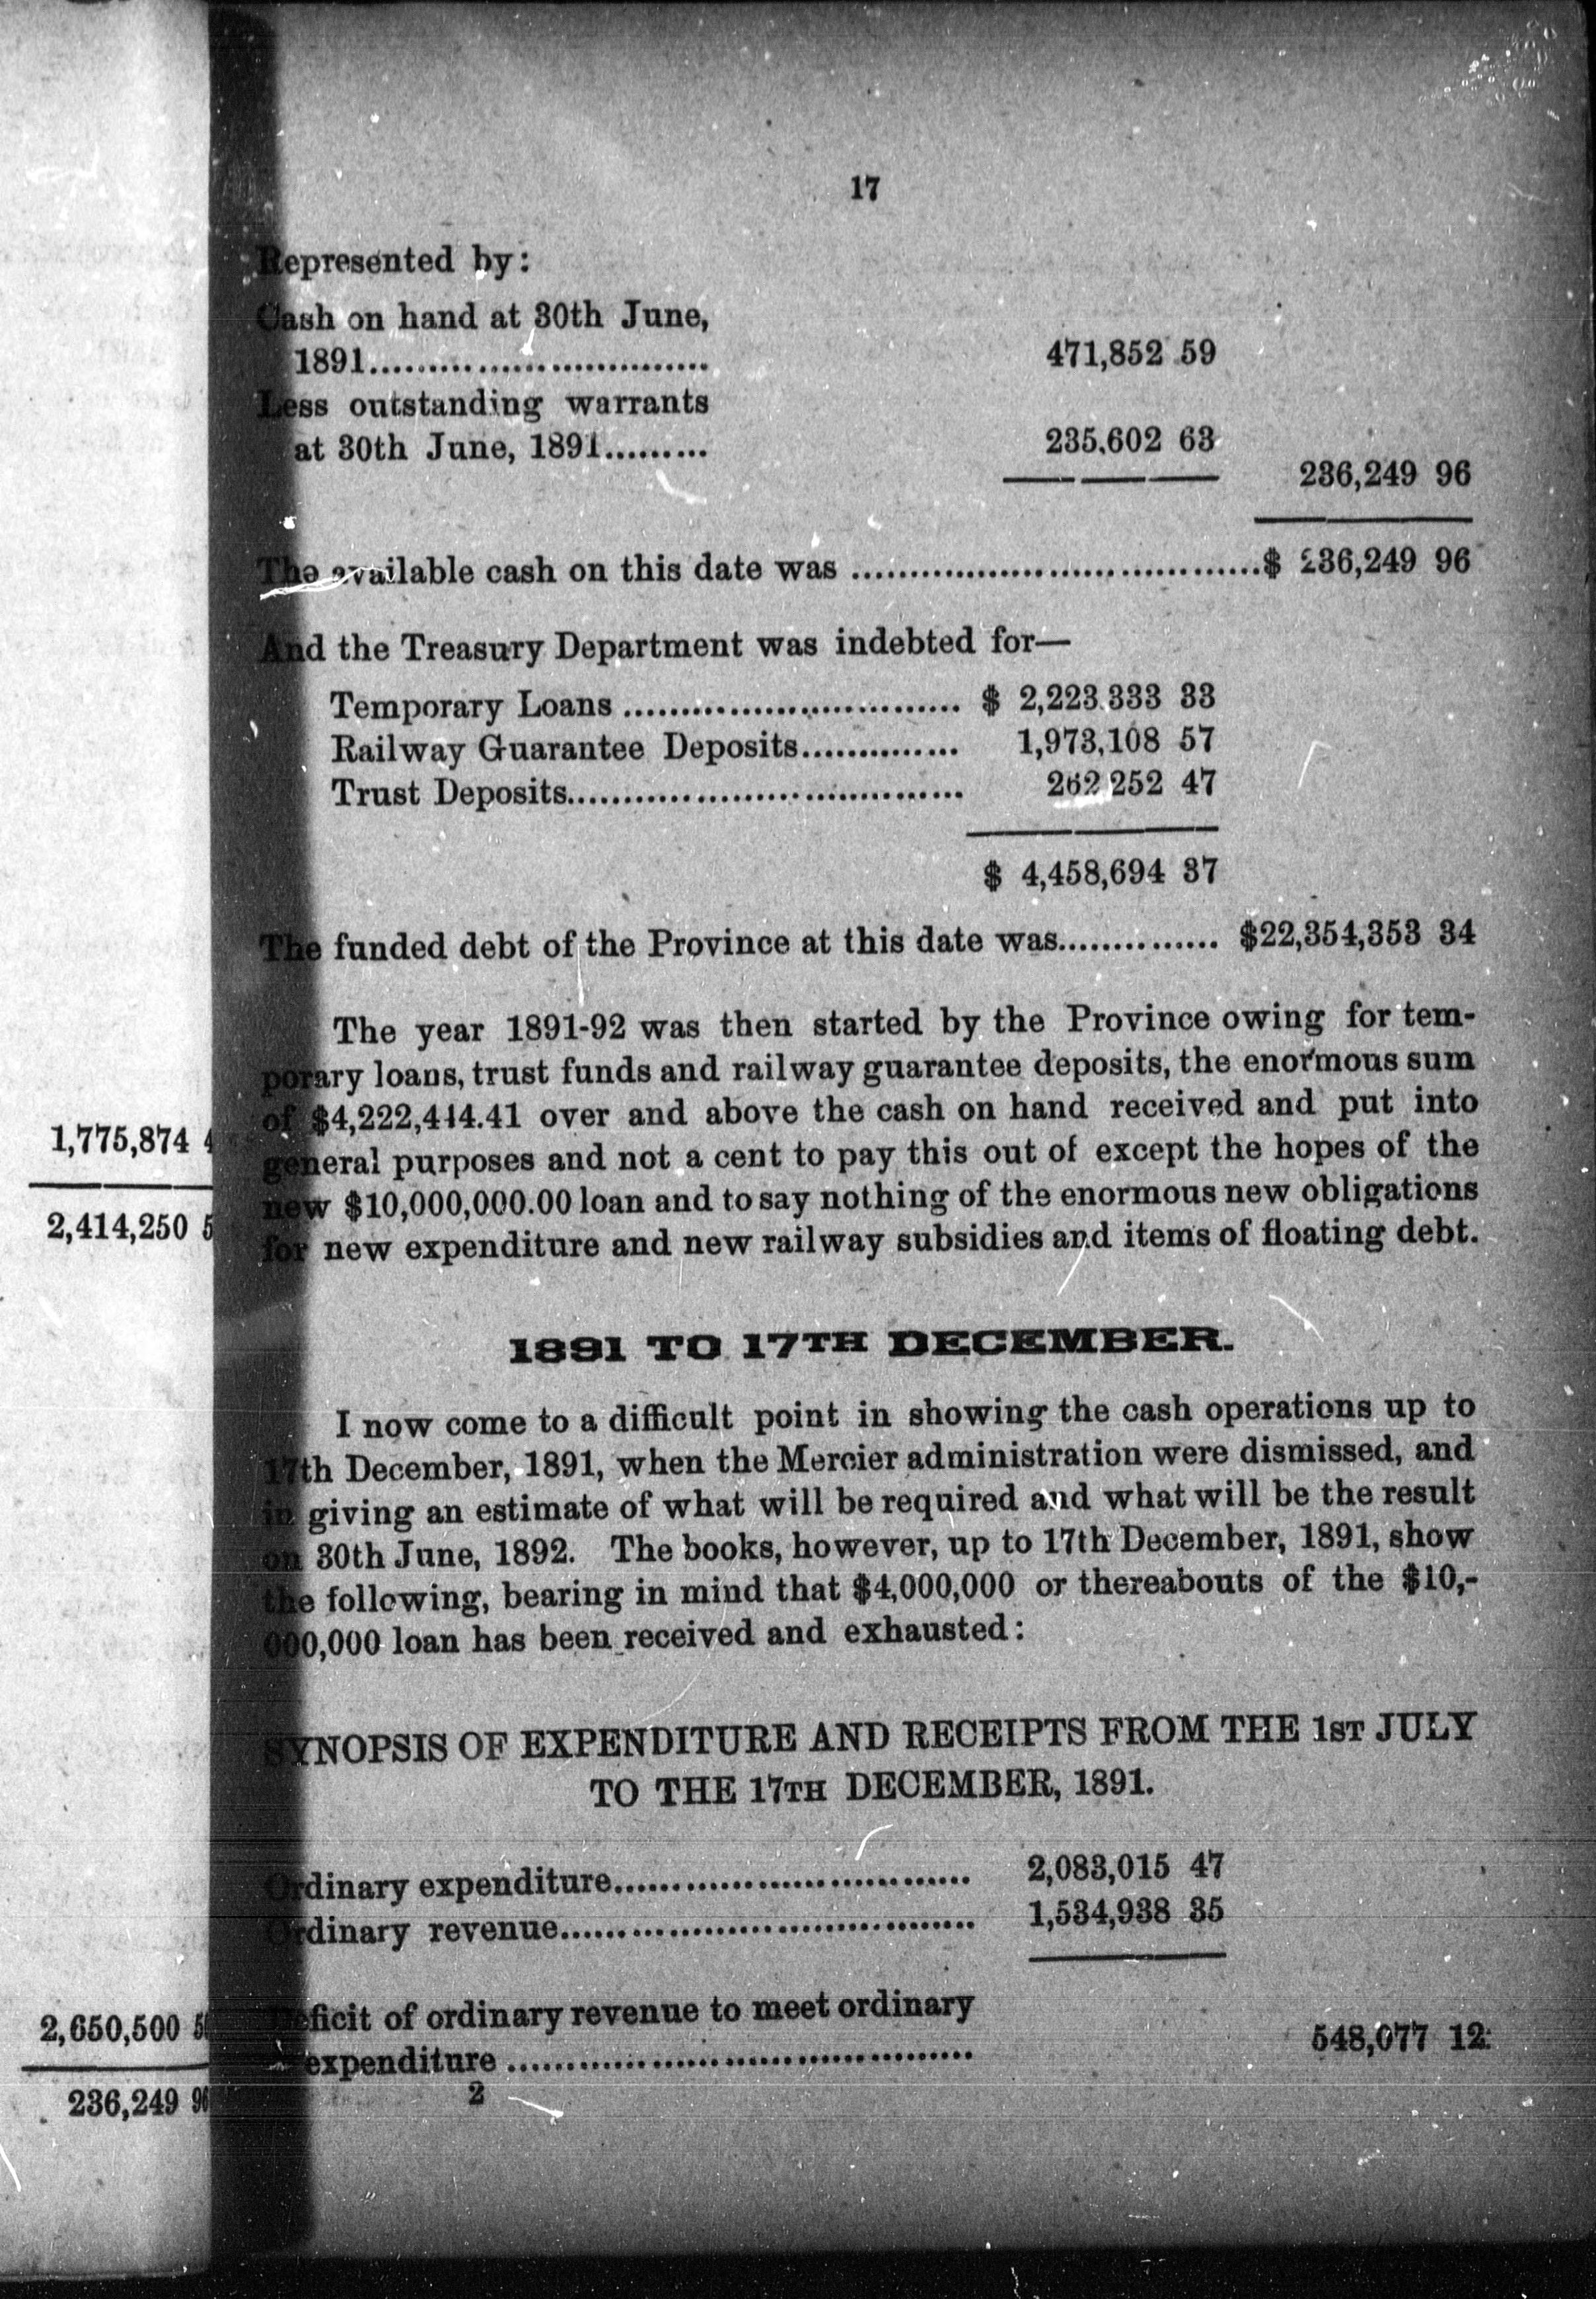 17
Represented by:
Cash on hand at 30th June,
1891.............................. 471,852 59
Less outstanding warrants
at 30th June, 1891......... 235,602 63
236,249 96
The available cash on this date was ....................................$ 236,249 96
And the Treasury Department was indebted for—
Temporary Loans .............................. $ 2,223,333 33
Railway Guarantee Deposits.............. 1,973,108 57
Trust Deposits................................... 262,252 47
$ 4,458,694 37
The funded debt of the Province at this date was.............. $22,354,353 34
The year 1891-92 was then started by the Province owing for tem-
porary loans, trust funds and railway guarantee deposits, the enormous sum
of $4,222,444.41 over and above the cash on hand received and put into
general purposes and not a cent to pay this out of except the hopes of the
new $10,000,000.00 loan and to say nothing of the enormous new obligations
for new expenditure and new railway subsidies and items of floating debt.
1891 TO 17TH DECEMBER.
I now come to a difficult point in showing the cash operations up to
17th December, 1891, when the Mercier administration were dismissed, and
in giving an estimate of what will be required and what will be the result
on 30th June, 1892. The books, however, up to 17th December, 1891, show
the following, bearing in mind that $4,000,000 or thereabouts of the $10,-
000,000 loan has been received and exhausted:
SYNOPSIS OF EXPENDITURE AND RECEIPTS FROM THE 1ST JULY
TO THE 17TH DECEMBER, 1891.
Ordinary expenditure............................... 2,083,015 47
Ordinary revenue.................................... 1,534,938 35
Deficit of ordinary revenue to meet ordinary
expenditure ........................................ 548,077 12
2
1,775,874
2,414,250
2,650,500
236,249 96